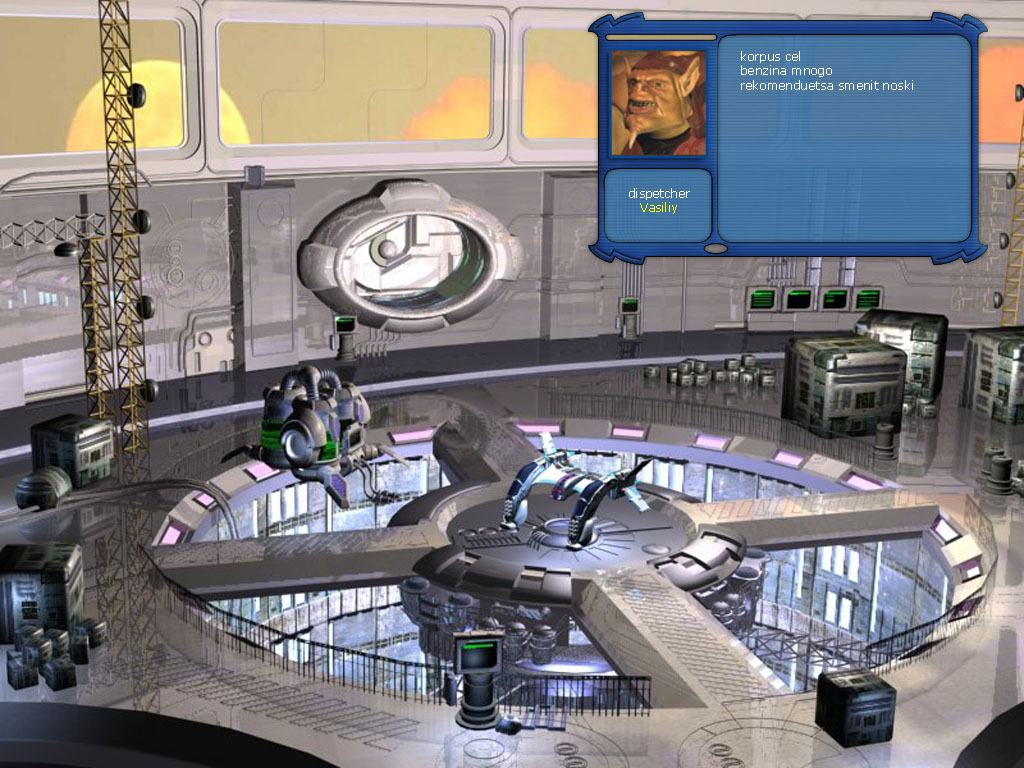 korpus cel
benzina mnogo
rekomenduetsa smenit noski
dispetcher
Vasiliy